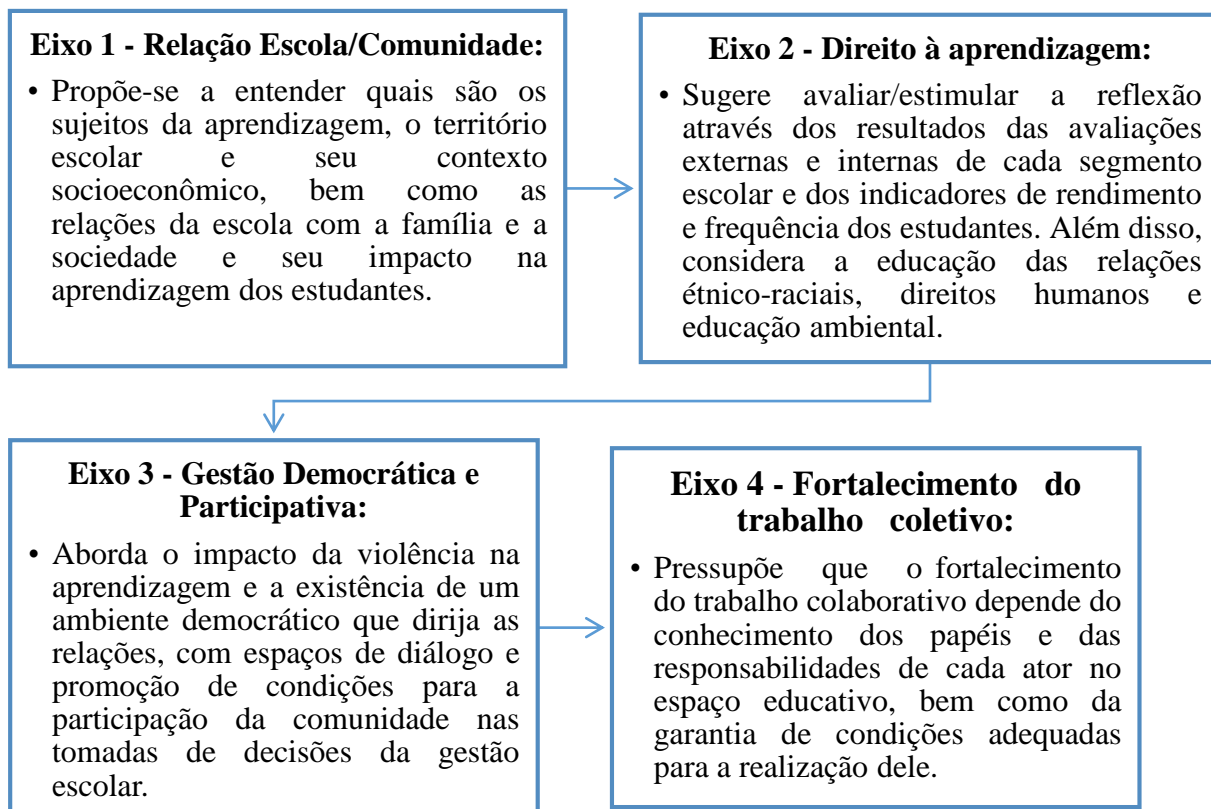 Eixo 1 - Relação Escola/Comunidade:
• Propõe-se a entender quais são os
sujeitos da aprendizagem, o território
escolar e seu contexto
socioeconômico, bem como as
relações da escola com a família e a
sociedade e seu impacto na
aprendizagem dos estudantes.
Eixo 2 - Direito à aprendizagem:
• Sugere avaliar/estimular a reflexão
através dos resultados das avaliações
externas e internas de cada segmento
escolar e dos indicadores de rendimento
e frequência dos estudantes. Além disso,
considera a educação das relações
étnico-raciais, direitos humanos e
educação ambiental.
Eixo 3 - Gestão Democrática e
Participativa:
• Aborda o impacto da violência na
aprendizagem e a existência de um
ambiente democrático que dirija as
relações, com espaços de diálogo e
promoção de condições para a
participação da comunidade nas
tomadas de decisões da gestão
escolar.
Eixo 4 - Fortalecimento do
trabalho coletivo:
• Pressupõe que o fortalecimento
do trabalho colaborativo depende do
conhecimento dos papéis e das
responsabilidades de cada ator no
espaço educativo, bem como da
garantia de condições adequadas
para a realização dele.